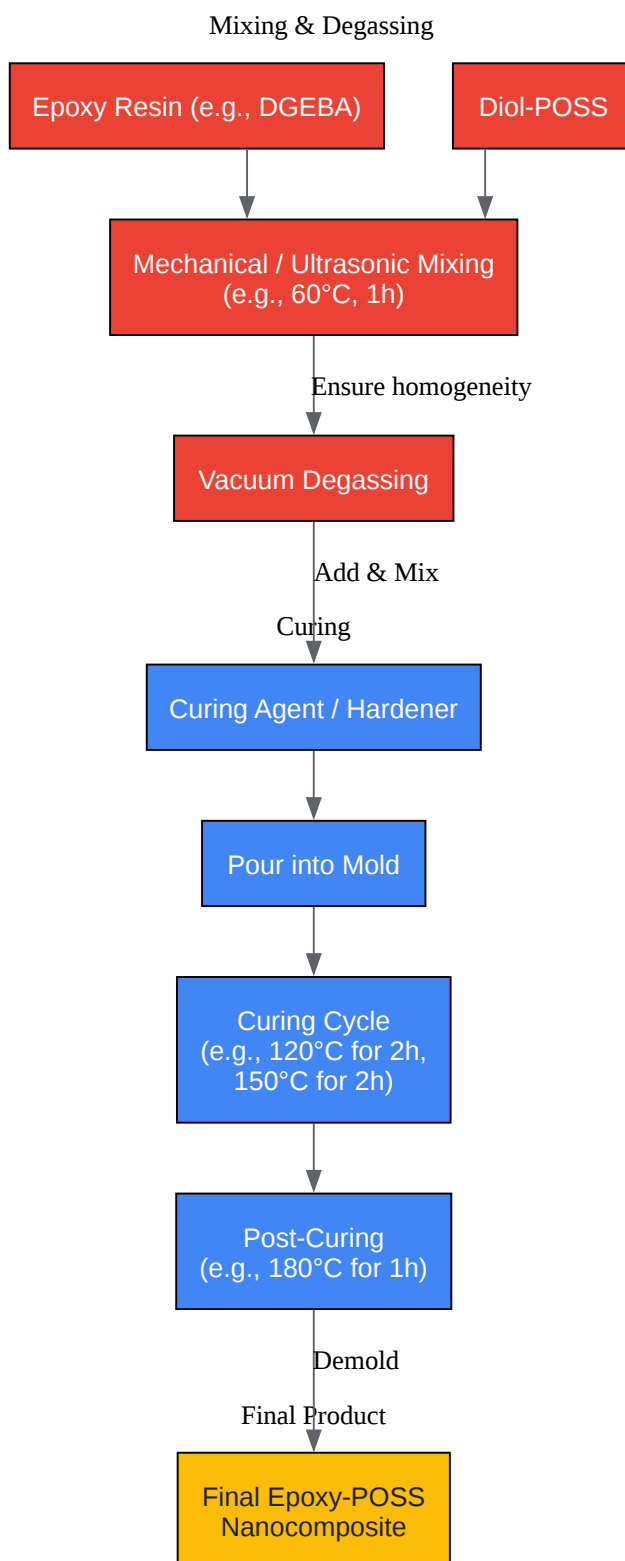 Mixing & Degassing
Epoxy Resin (e.g., DGEBA)
Diol-POSS
Mechanical / Ultrasonic Mixing
(e.g., 60°C, 1h)
Ensure homogeneity
Vacuum Degassing
Add & Mix
Curing
Curing Agent / Hardener
Pour into Mold
Curing Cycle
(e.g., 120°C for 2h,
150°C for 2h)
Post-Curing
(e.g., 180°C for 1h)
Demold
Final Product
Final Epoxy-POSS
Nanocomposite